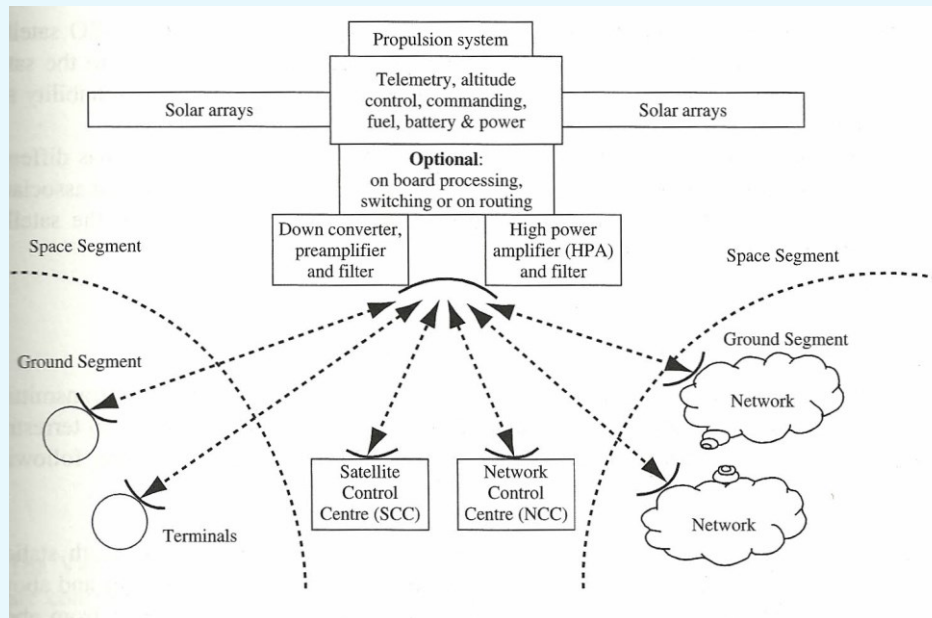 Propulsion system
Telemetry, altitude
control, commanding,
fuel, battery & power
Solar arrays
Solar arrays
Optional:
on board processing,
switching or on routing
Down converter,
preamplifier
and filter
High power
amplifier (HPA)
and filter
Space Segment
Space Segment
Ground Segment
Ground Segment
Network
Satellite
Control
Centre (SCC)
Network
Control
Centre (NCC)
Network
Terminals